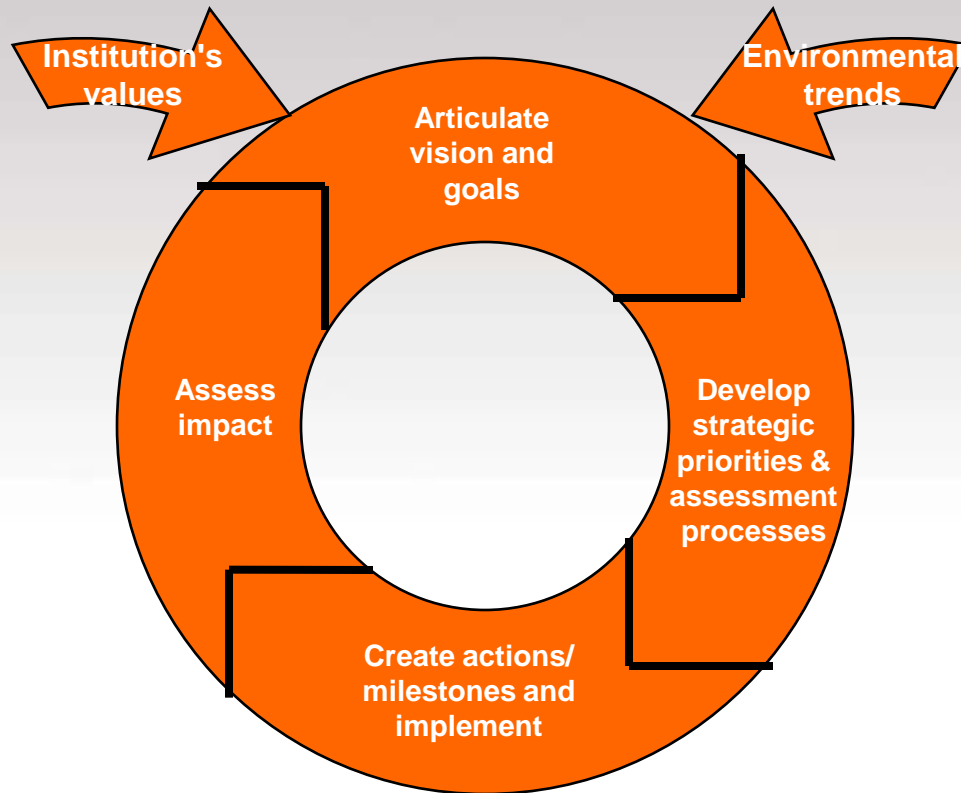 Institution's
values
Environmental
trends
Articulate
vision and
goals
Develop
strategic
priorities &
assessment
processes
Create actions/
milestones and
implement
Assess
impact